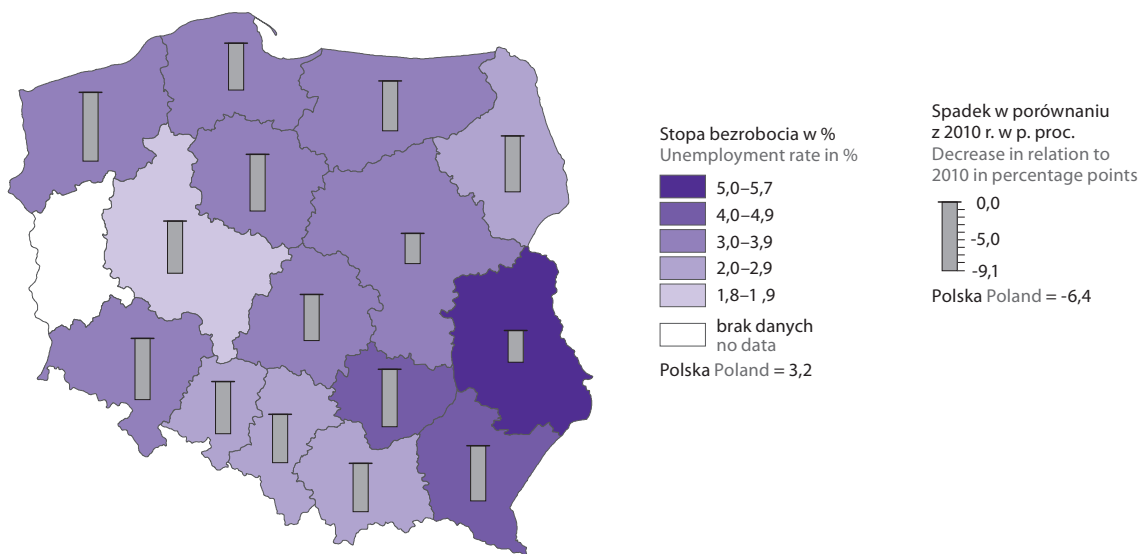 Stopa bezrobocia w %
Unemployment rate in %
5,0–5,7
4,0–4,9
3,0–3,9
2,0–2,9
1,8–1 ,9
brak danych
no data
Polska Poland = 3,2
Spadek w porównaniu
z 2010 r. w p. proc.
Decrease in relation to
2010 in percentage points
0,0
-5,0
-9,1
Polska Poland = -6,4